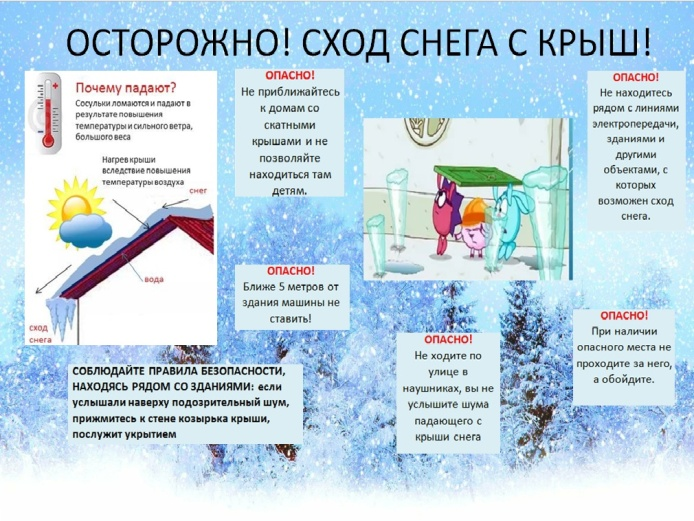 ОСТОРОЖНО! СХОД СНЕГА С КРЫШ!
Почему падают?
Сосульки ломаются и падают в
результате повышения
температуры и сильного ветра,
большого веса
Нагрев крыши
вследствие повышения
температуры воздуха
снег
вода
сход
снега
ОПАСНО!
Не приближайтесь
к домам со
скатными
крышами и не
позволяйте
находиться там
детям.
ОПАСНО!
Не находитесь
рядом с линиями
электропередачи,
зданиями и
другими
объектами, с
которых
возможен сход
снега.
ОПАСНО!
Ближе 5 метров от
здания машины не
ставить!
ОПАСНО!
При наличии
опасного места не
проходите за него,
а обойдите.
ОПАСНО!
Не ходите по
улице в
наушниках, вы не
услышите шума
падающего с
крыши снега
СОБЛЮДАЙТЕ ПРАВИЛА БЕЗОПАСНОСТИ,
НАХОДЯСЬ РЯДОМ СО ЗДАНИЯМИ: если
услышали наверху подозрительный шум,
прижмитесь к стене козырька крыши,
послужит укрытием